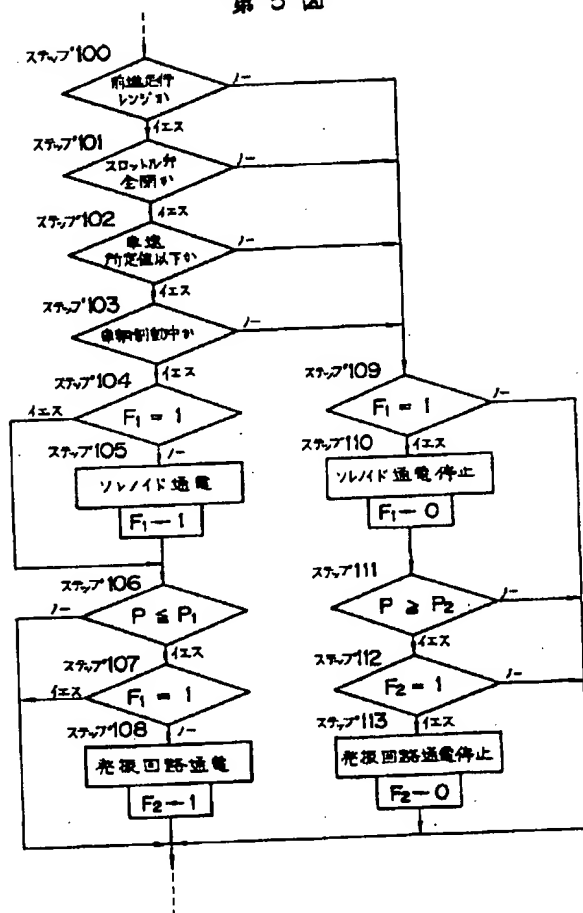 第5図
ステップ100
前進走行
レンジか
ノー
イエス
ステップ101
スロットル弁
全閉か
ノー
イエス
ステップ102
車速
所定値以下か
ノー
イエス
ステップ103
車輌制動中か
ノー
イエス
ステップ104
F₁ = 1
イエス
ノー
ステップ105
ソレノイド通電
F₁←1
ステップ106
P ≦ P₁
ノー
イエス
ステップ107
F₁ = 1
イエス
ノー
ステップ108
発振回路通電
F₂←1
ステップ109
F₁ = 1
ノー
イエス
ステップ110
ソレノイド通電停止
F₁←0
ステップ111
P ≧ P₂
ノー
イエス
ステップ112
F₂ = 1
ノー
イエス
ステップ113
発振回路通電停止
F₂←0